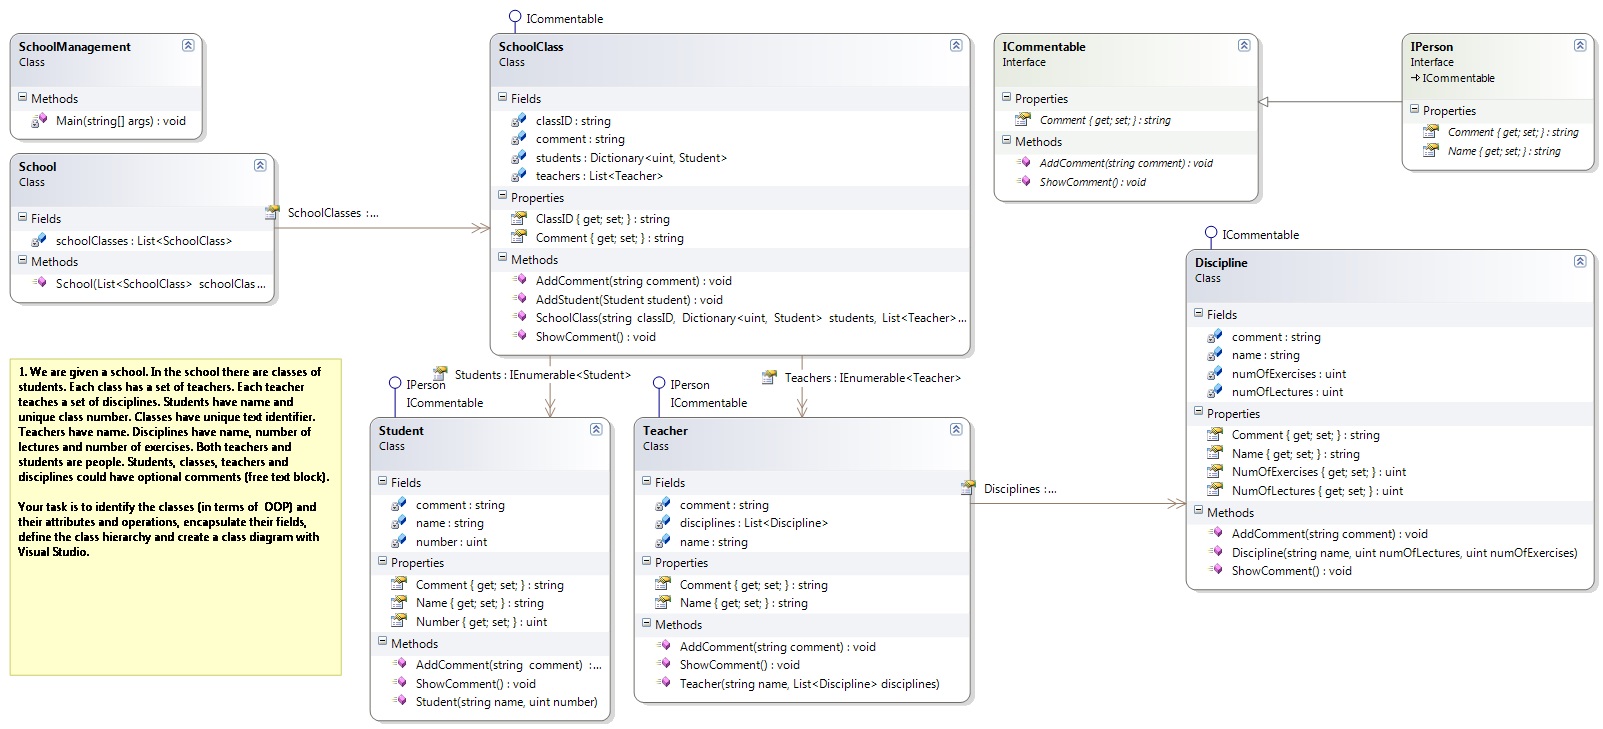 SchoolManagement
Class
Methods
Main(string[] args) : void
School
Class
Fields
schoolClasses : List<SchoolClass>
Methods
School(List<SchoolClass> schoolClas...
SchoolClasses :...
1. We are given a school. In the school there are classes of
students. Each class has a set of teachers. Each teacher
teaches a set of disciplines. Students have name and
unique class number. Classes have unique text identifier.
Teachers have name. Disciplines have name, number of
lectures and number of exercises. Both teachers and
students are people. Students, classes, teachers and
disciplines could have optional comments (free text block).
Your task is to identify the classes (in terms of OOP) and
their attributes and operations, encapsulate their fields,
define the class hierarchy and create a class diagram with
Visual Studio.
ICommentable
SchoolClass
Class
Fields
classID : string
comment : string
students : Dictionary<uint, Student>
teachers : List<Teacher>
Properties
ClassID { get; set; } : string
Comment { get; set; } : string
Methods
AddComment(string comment) : void
AddStudent(Student student) : void
SchoolClass(string classID, Dictionary<uint, Student> students, List<Teacher>...
ShowComment() : void
Students : IEnumerable<Student>
Teachers : IEnumerable<Teacher>
IPerson
ICommentable
Student
Class
Fields
comment : string
name : string
number : uint
Properties
Comment { get; set; } : string
Name { get; set; } : string
Number { get; set; } : uint
Methods
AddComment(string comment) :...
ShowComment() : void
Student(string name, uint number)
IPerson
ICommentable
Teacher
Class
Fields
comment : string
disciplines : List<Discipline>
name : string
Properties
Comment { get; set; } : string
Name { get; set; } : string
Methods
AddComment(string comment) : void
ShowComment() : void
Teacher(string name, List<Discipline> disciplines)
Disciplines :...
ICommentable
Interface
Properties
Comment { get; set; } : string
Methods
AddComment(string comment) : void
ShowComment() : void
IPerson
Interface
ICommentable
Properties
Comment { get; set; } : string
Name { get; set; } : string
ICommentable
Discipline
Class
Fields
comment : string
name : string
numOfExercises : uint
numOfLectures : uint
Properties
Comment { get; set; } : string
Name { get; set; } : string
NumOfExercises { get; set; } : uint
NumOfLectures { get; set; } : uint
Methods
AddComment(string comment) : void
Discipline(string name, uint numOfLectures, uint numOfExercises)
ShowComment() : void